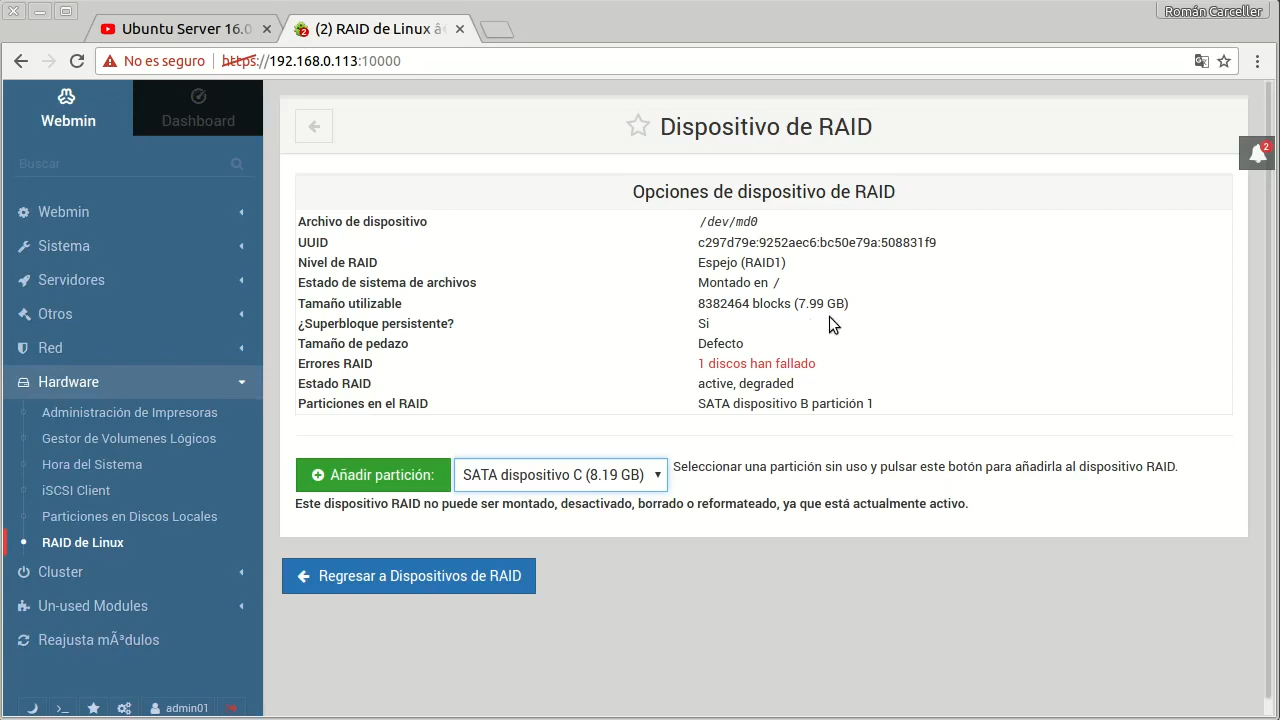 Román Carceller
Ubuntu Server 16.0
(2) RAID de Linux â€
No es seguro https://192.168.0.113:10000
Webmin
Dashboard
Buscar
Webmin
Sistema
Servidores
Otros
Red
Hardware
Administración de Impresoras
Gestor de Volumenes Lógicos
Hora del Sistema
iSCSI Client
Particiones en Discos Locales
RAID de Linux
Cluster
Un-used Modules
Reajusta mÃ³dulos
admin01
Dispositivo de RAID
2
Opciones de dispositivo de RAID
Archivo de dispositivo /dev/md0
UUID c297d79e:9252aec6:bc50e79a:508831f9
Nivel de RAID Espejo (RAID1)
Estado de sistema de archivos Montado en /
Tamaño utilizable 8382464 blocks (7.99 GB)
¿Superbloque persistente? Si
Tamaño de pedazo Defecto
Errores RAID 1 discos han fallado
Estado RAID active, degraded
Particiones en el RAID SATA dispositivo B partición 1
Añadir partición: SATA dispositivo C (8.19 GB) Seleccionar una partición sin uso y pulsar este botón para añadirla al dispositivo RAID.
Este dispositivo RAID no puede ser montado, desactivado, borrado o reformateado, ya que está actualmente activo.
Regresar a Dispositivos de RAID